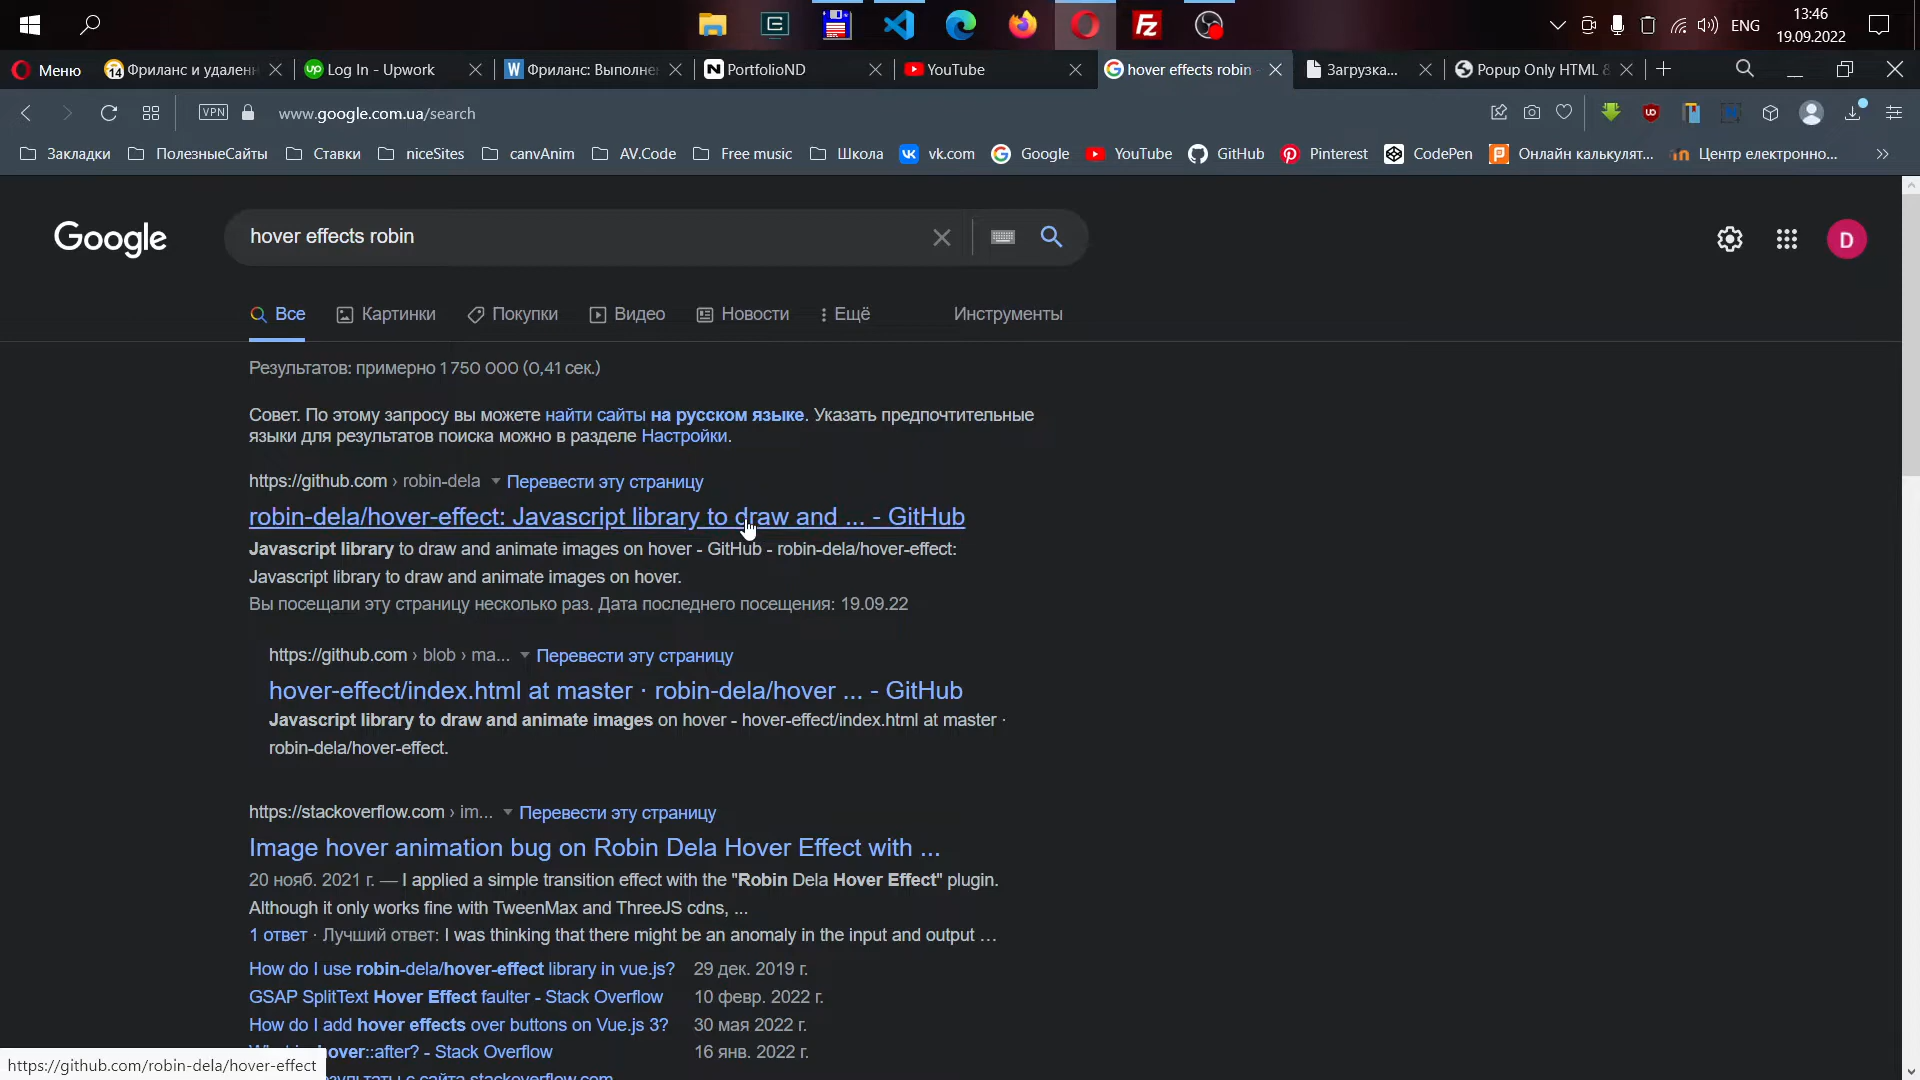 ENG
13:46
19.09.2022
Меню
14
Фриланс и удаленн
up
Log In - Upwork
W
Фриланс: Выполне
N
PortfolioND
YouTube
hover effects robin -
Загрузка...
Popup Only HTML &
VPN
www.google.com.ua/search
Закладки
ПолезныеСайты
Ставки
niceSites
canvAnim
AV.Code
Free music
Школа
vk.com
Google
YouTube
GitHub
Pinterest
CodePen
Онлайн калькулят...
Центр електронно...
Google
hover effects robin
D
Все
Картинки
Покупки
Видео
Новости
Ещё
Инструменты
Результатов: примерно 1 750 000 (0,41 сек.)
Совет. По этому запросу вы можете найти сайты на русском языке. Указать предпочтительные
языки для результатов поиска можно в разделе Настройки.
https://github.com › robin-dela Перевести эту страницу
robin-dela/hover-effect: Javascript library to draw and ... - GitHub
Javascript library to draw and animate images on hover - GitHub - robin-dela/hover-effect:
Javascript library to draw and animate images on hover.
Вы посещали эту страницу несколько раз. Дата последнего посещения: 19.09.22
https://github.com › blob › ma... Перевести эту страницу
hover-effect/index.html at master · robin-dela/hover ... - GitHub
Javascript library to draw and animate images on hover - hover-effect/index.html at master ·
robin-dela/hover-effect.
https://stackoverflow.com › im... Перевести эту страницу
Image hover animation bug on Robin Dela Hover Effect with ...
20 нояб. 2021 г. — I applied a simple transition effect with the "Robin Dela Hover Effect" plugin.
Although it only works fine with TweenMax and ThreeJS cdns, ...
1 ответ · Лучший ответ: I was thinking that there might be an anomaly in the input and output …
How do I use robin-dela/hover-effect library in vue.js? 29 дек. 2019 г.
GSAP SplitText Hover Effect faulter - Stack Overflow 10 февр. 2022 г.
How do I add hover effects over buttons on Vue.js 3? 30 мая 2022 г.
over::after? - Stack Overflow 16 янв. 2022 г.
https://github.com/robin-dela/hover-effect
с сайта stackoverflow.com